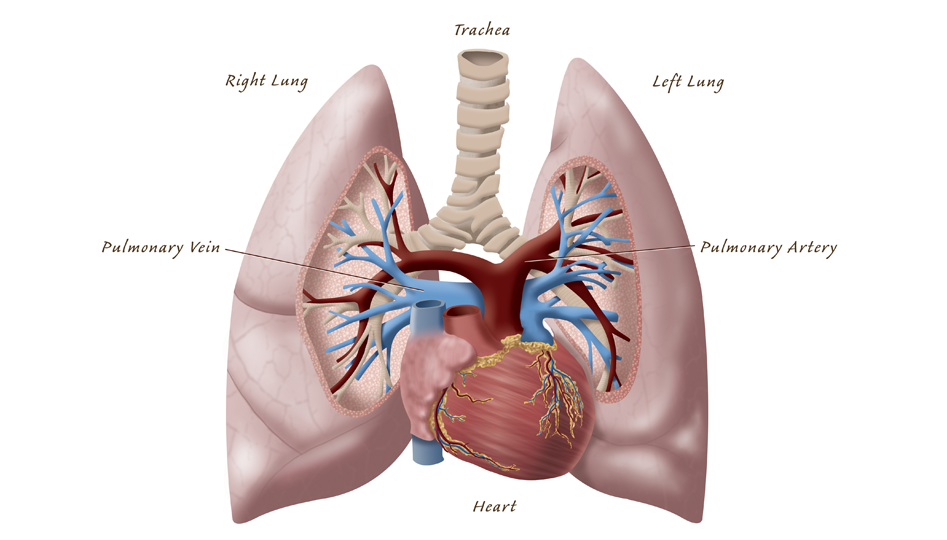 Trachea
Right Lung
Left Lung
Pulmonary Vein
Pulmonary Artery
Heart